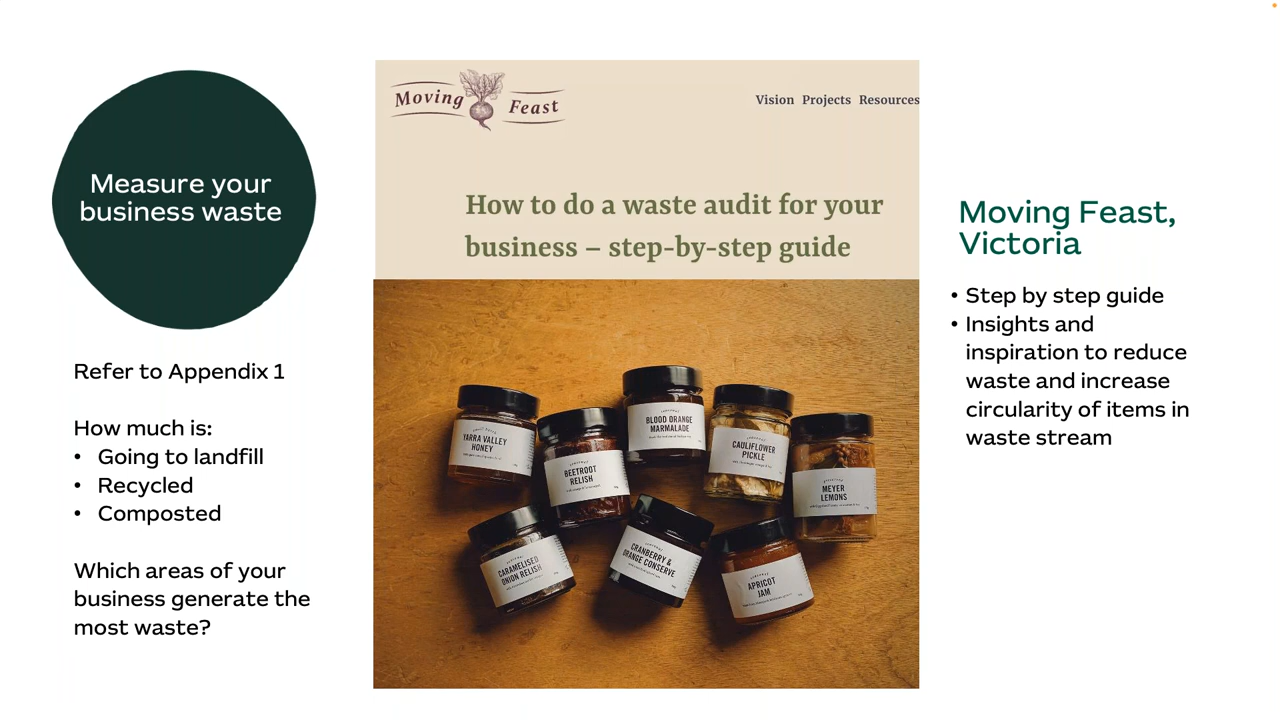 Measure your
business waste
Refer to Appendix 1
How much is:
• Going to landfill
• Recycled
• Composted
Which areas of your
business generate the
most waste?
Moving Feast
Vision Projects Resources
How to do a waste audit for your
business – step-by-step guide
YARRA VALLEY
HONEY
BEETROOT
RELISH
BLOOD ORANGE
MARMALADE
CAULIFLOWER
PICKLE
MEYER
LEMONS
CARAMELISED
ONION RELISH
CRANBERRY &
ORANGE CONSERVE
APRICOT
JAM
Moving Feast,
Victoria
• Step by step guide
• Insights and
inspiration to reduce
waste and increase
circularity of items in
waste stream